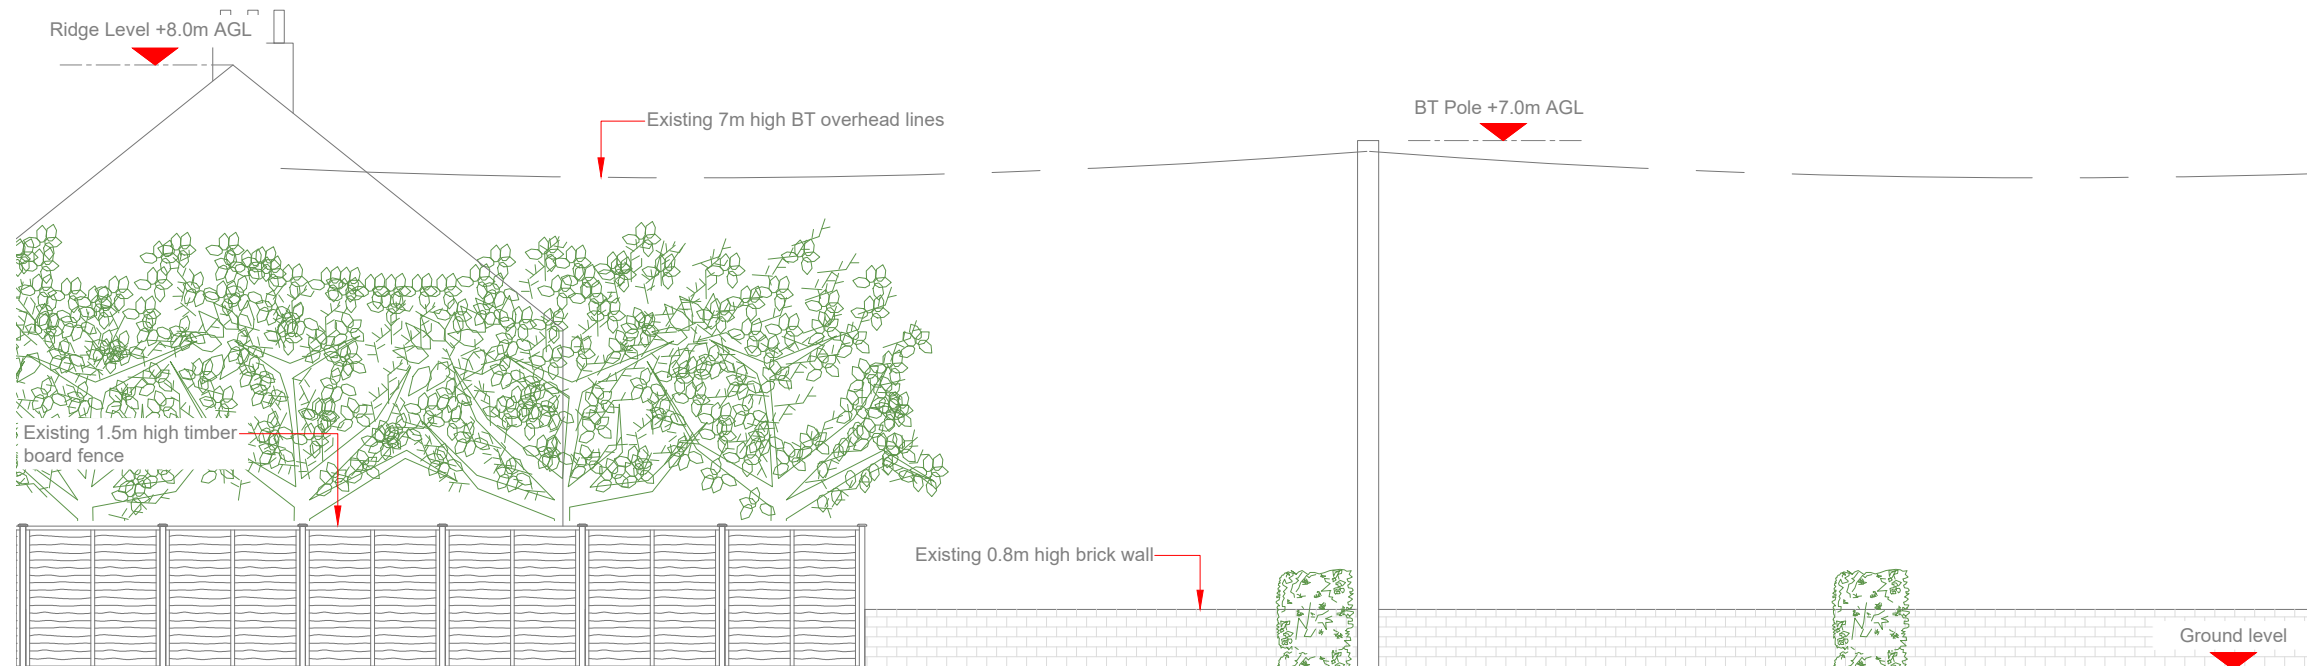 Ridge Level +8.0m AGL
BT Pole +7.0m AGL
Existing 7m high BT overhead lines
Existing 1.5m high timber
board fence
Existing 0.8m high brick wall
Ground level